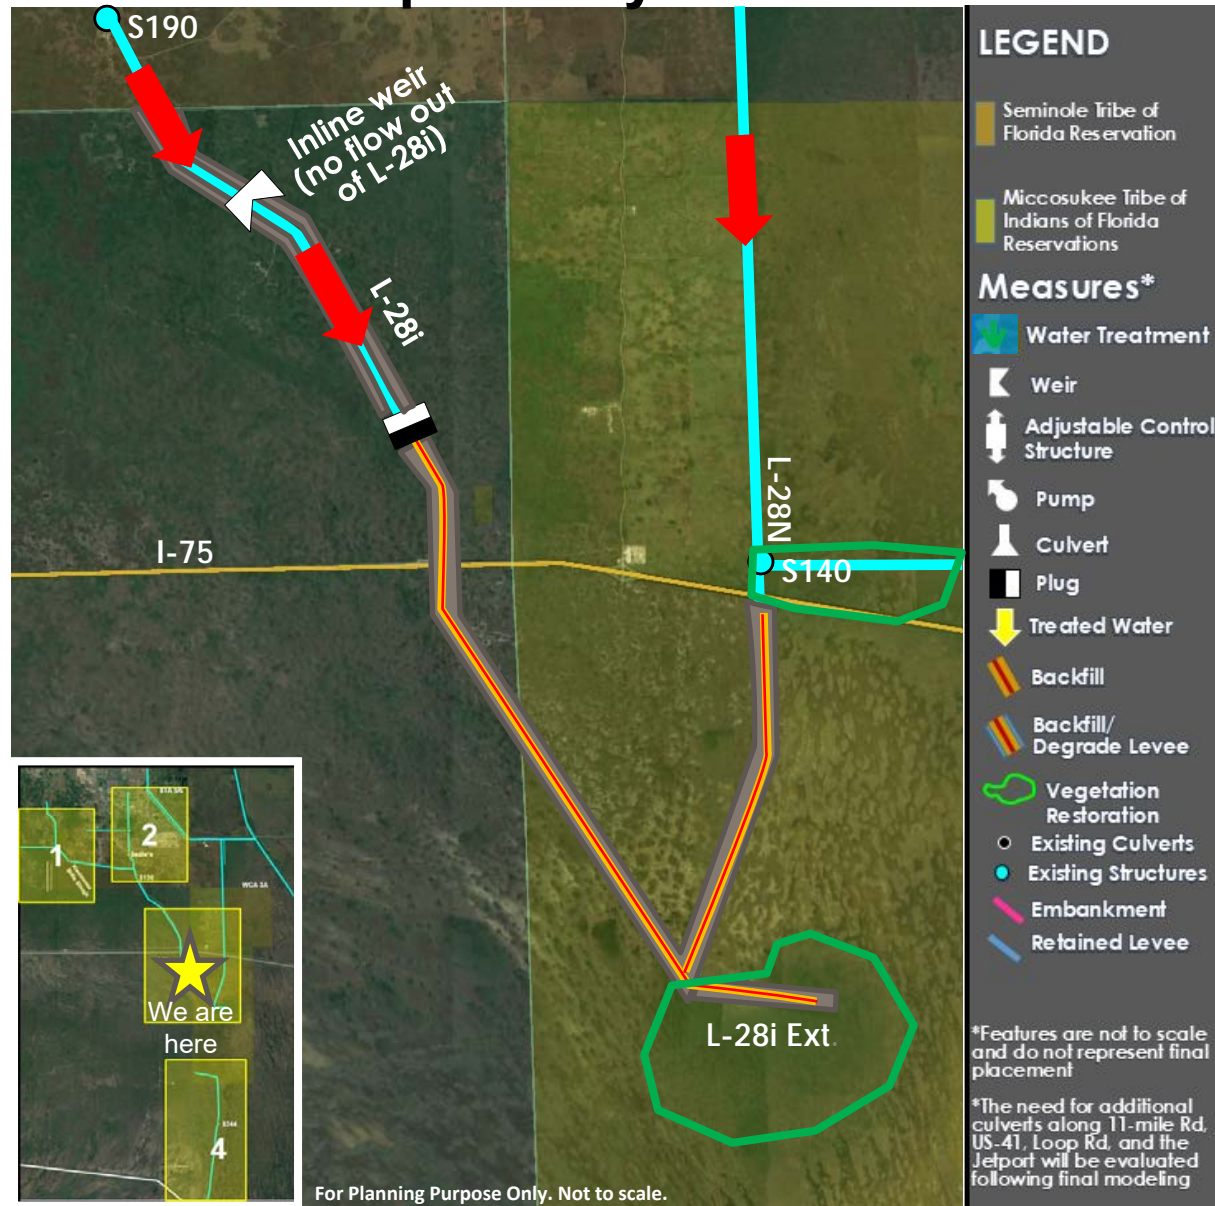 S190
Inline weir
(no flow out
of L-28i)
L-28i
L-28N
I-75
S140
L-28i Ext.
1
2
WCA 3A
We are
here
4
For Planning Purpose Only. Not to scale.
LEGEND
Seminole Tribe of
Florida Reservation
Miccosukee Tribe of
Indians of Florida
Reservations
Measures*
Water Treatment
Weir
Adjustable Control
Structure
Pump
Culvert
Plug
Treated Water
Backfill
Backfill/
Degrade Levee
Vegetation
Restoration
Existing Culverts
Existing Structures
Embankment
Retained Levee
*Features are not to scale
and do not represent final
placement
*The need for additional
culverts along 11-mile Rd,
US-41, Loop Rd, and the
Jetport will be evaluated
following final modeling